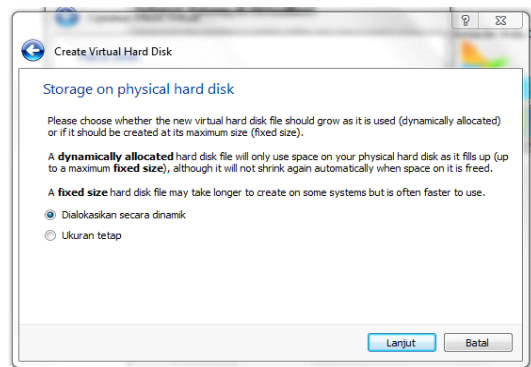 Create Virtual Hard Disk
Storage on physical hard disk
Please choose whether the new virtual hard disk file should grow as it is used (dynamically allocated)
or if it should be created at its maximum size (fixed size).
A dynamically allocated hard disk file will only use space on your physical hard disk as it fills up (up
to a maximum fixed size), although it will not shrink again automatically when space on it is freed.
A fixed size hard disk file may take longer to create on some systems but is often faster to use.
Dialokasikan secara dinamik
Ukuran tetap
Lanjut
Batal